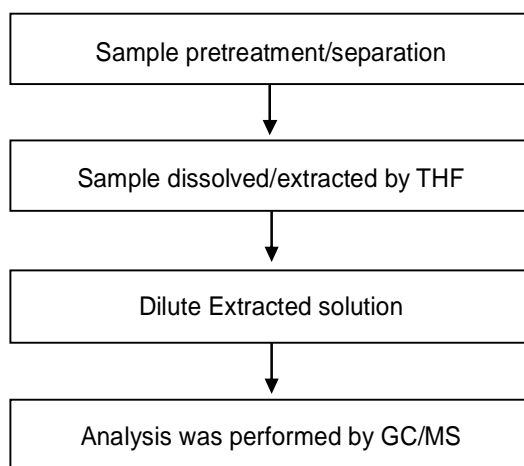 Sample pretreatment/separation
Sample dissolved/extracted by THF
Dilute Extracted solution
Analysis was performed by GC/MS